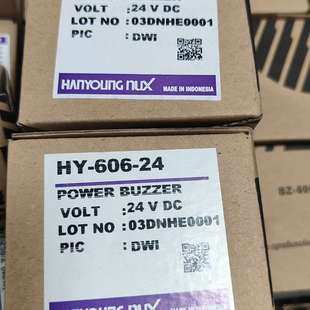 VOLT :24 V DC
LOT NO :03DNHE0001
PIC :DWI
HANYOUNG nux
MADE IN INDONESIA
HY-606-24
POWER BUZZER
VOLT :24 V DC
LOT NO :03DNHE0001
PIC :DWI